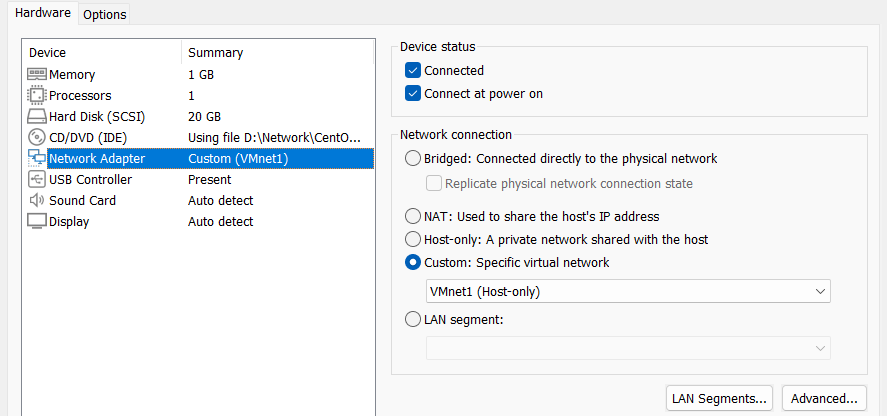 Hardware Options
Device Summary
Memory 1 GB
Processors 1
Hard Disk (SCSI) 20 GB
CD/DVD (IDE) Using file D:\Network\CentO...
Network Adapter Custom (VMnet1)
USB Controller Present
Sound Card Auto detect
Display Auto detect
Device status
Connected
Connect at power on
Network connection
Bridged: Connected directly to the physical network
Replicate physical network connection state
NAT: Used to share the host's IP address
Host-only: A private network shared with the host
Custom: Specific virtual network
VMnet1 (Host-only)
LAN segment:
LAN Segments... Advanced...